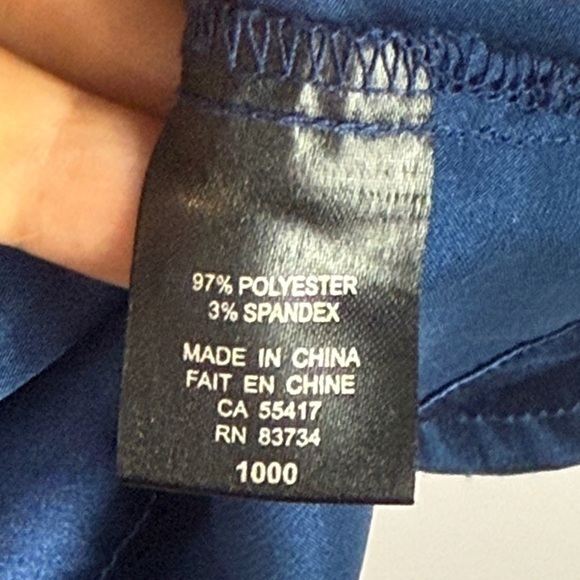 97% POLYESTER
3% SPANDEX
MADE IN CHINA
FAIT EN CHINE
CA 55417
RN 83734
1000